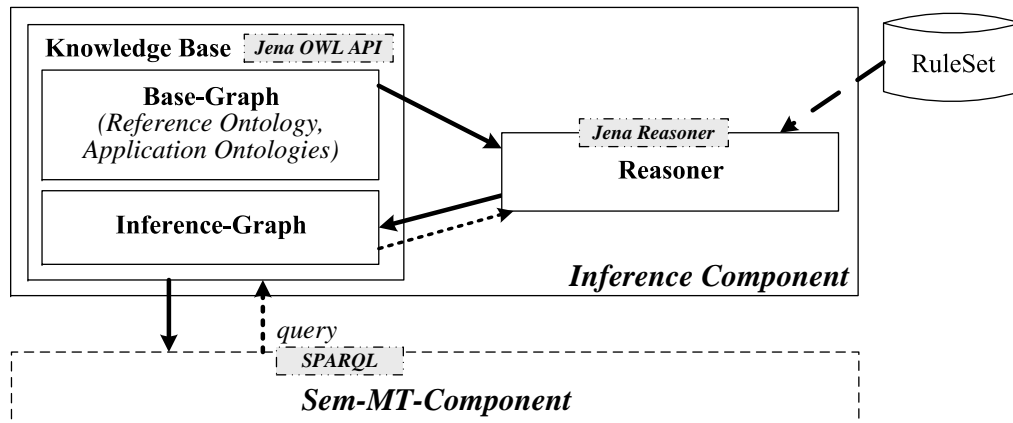 Knowledge Base
Jena OWL API
Base-Graph
(Reference Ontology,
Application Ontologies)
Inference-Graph
Jena Reasoner
Reasoner
RuleSet
Inference Component
query
SPARQL
Sem-MT-Component